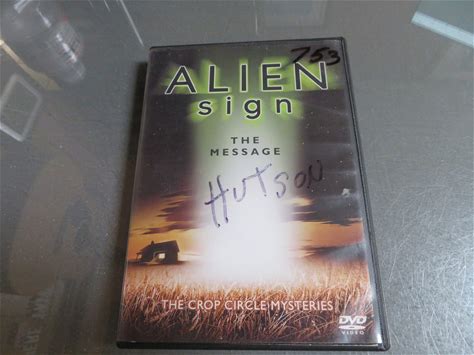 753
ALIEN
sign
THE
MESSAGE
HUTSON
THE CROP CIRCLE MYSTERIES
DVD
VIDEO